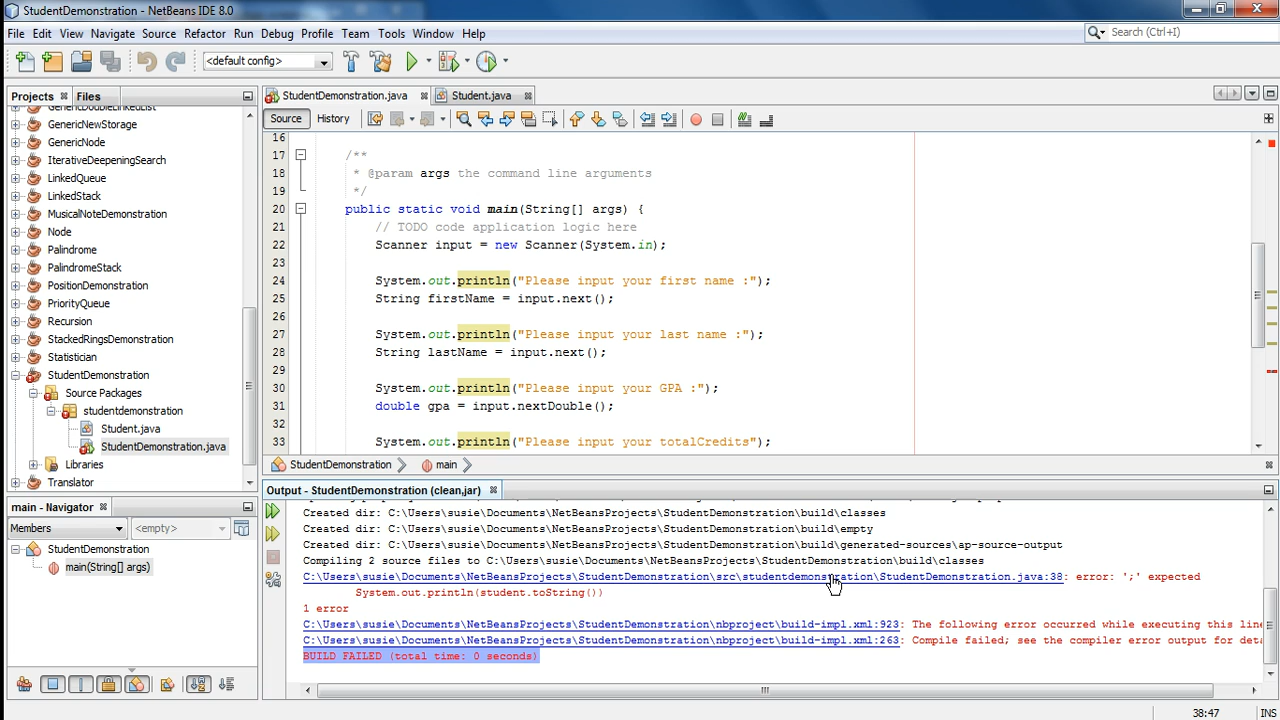 StudentDemonstration - NetBeans IDE 8.0
File Edit View Navigate Source Refactor Run Debug Profile Team Tools Window Help
Search (Ctrl+I)
<default config>
Projects Files
StudentDemonstration.java Student.java
Source History
GenericDoubleLinkedList
GenericNewStorage
GenericNode
IterativeDeepeningSearch
LinkedQueue
LinkedStack
MusicalNoteDemonstration
Node
Palindrome
PalindromeStack
PositionDemonstration
PriorityQueue
Recursion
StackedRingsDemonstration
Statistician
StudentDemonstration
Source Packages
studentdemonstration
Student.java
StudentDemonstration.java
Libraries
Translator
16
17 /**
18 * @param args the command line arguments
19 */
20 public static void main(String[] args) {
21 // TODO code application logic here
22 Scanner input = new Scanner(System.in);
23
24 System.out.println("Please input your first name :");
25 String firstName = input.next();
26
27 System.out.println("Please input your last name :");
28 String lastName = input.next();
29
30 System.out.println("Please input your GPA :");
31 double gpa = input.nextDouble();
32
33 System.out.println("Please input your totalCredits");
StudentDemonstration main
main - Navigator
Members <empty>
StudentDemonstration
main(String[] args)
Output - StudentDemonstration (clean,jar)
Created dir: C:\Users\susie\Documents\NetBeansProjects\StudentDemonstration\build\classes
Created dir: C:\Users\susie\Documents\NetBeansProjects\StudentDemonstration\build\empty
Created dir: C:\Users\susie\Documents\NetBeansProjects\StudentDemonstration\build\generated-sources\ap-source-output
Compiling 2 source files to C:\Users\susie\Documents\NetBeansProjects\StudentDemonstration\build\classes
C:\Users\susie\Documents\NetBeansProjects\StudentDemonstration\src\studentdemonstration\StudentDemonstration.java:38: error: ';' expected
System.out.println(student.toString())
1 error
C:\Users\susie\Documents\NetBeansProjects\StudentDemonstration\nbproject\build-impl.xml:923: The following error occurred while executing this line
C:\Users\susie\Documents\NetBeansProjects\StudentDemonstration\nbproject\build-impl.xml:263: Compile failed; see the compiler error output for deta
BUILD FAILED (total time: 0 seconds)
38:47 INS